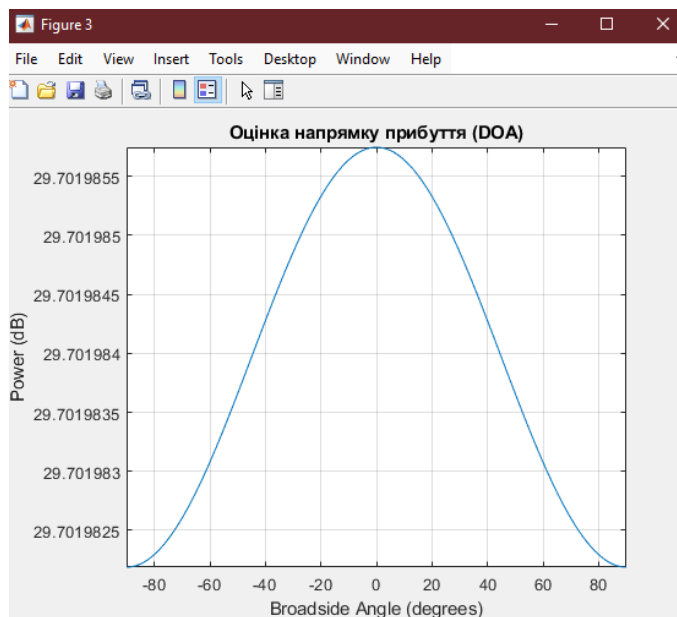 Figure 3
File Edit View Insert Tools Desktop Window Help
Оцінка напрямку прибуття (DOA)
29.7019855
29.701985
29.7019845
29.701984
29.7019835
29.701983
29.7019825
Power (dB)
-80 -60 -40 -20 0 20 40 60 80
Broadside Angle (degrees)